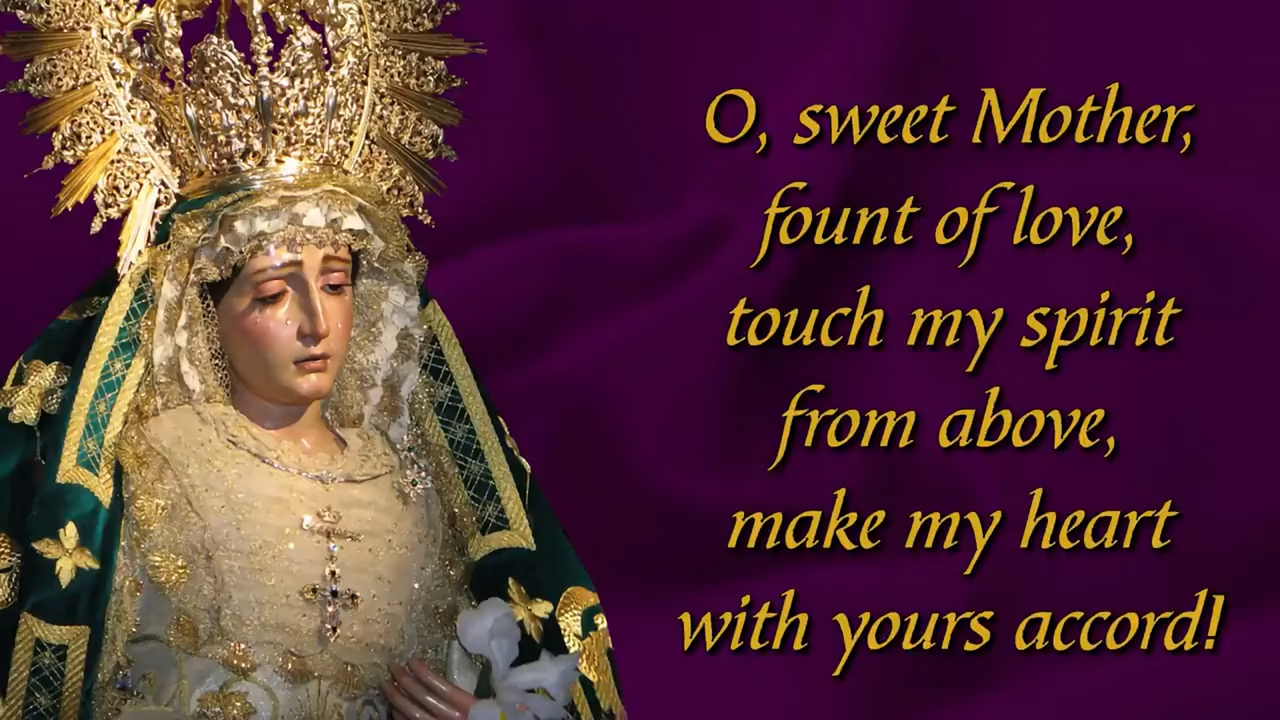 O, sweet Mother,
fount of love,
touch my spirit
from above,
make my heart
with yours accord!